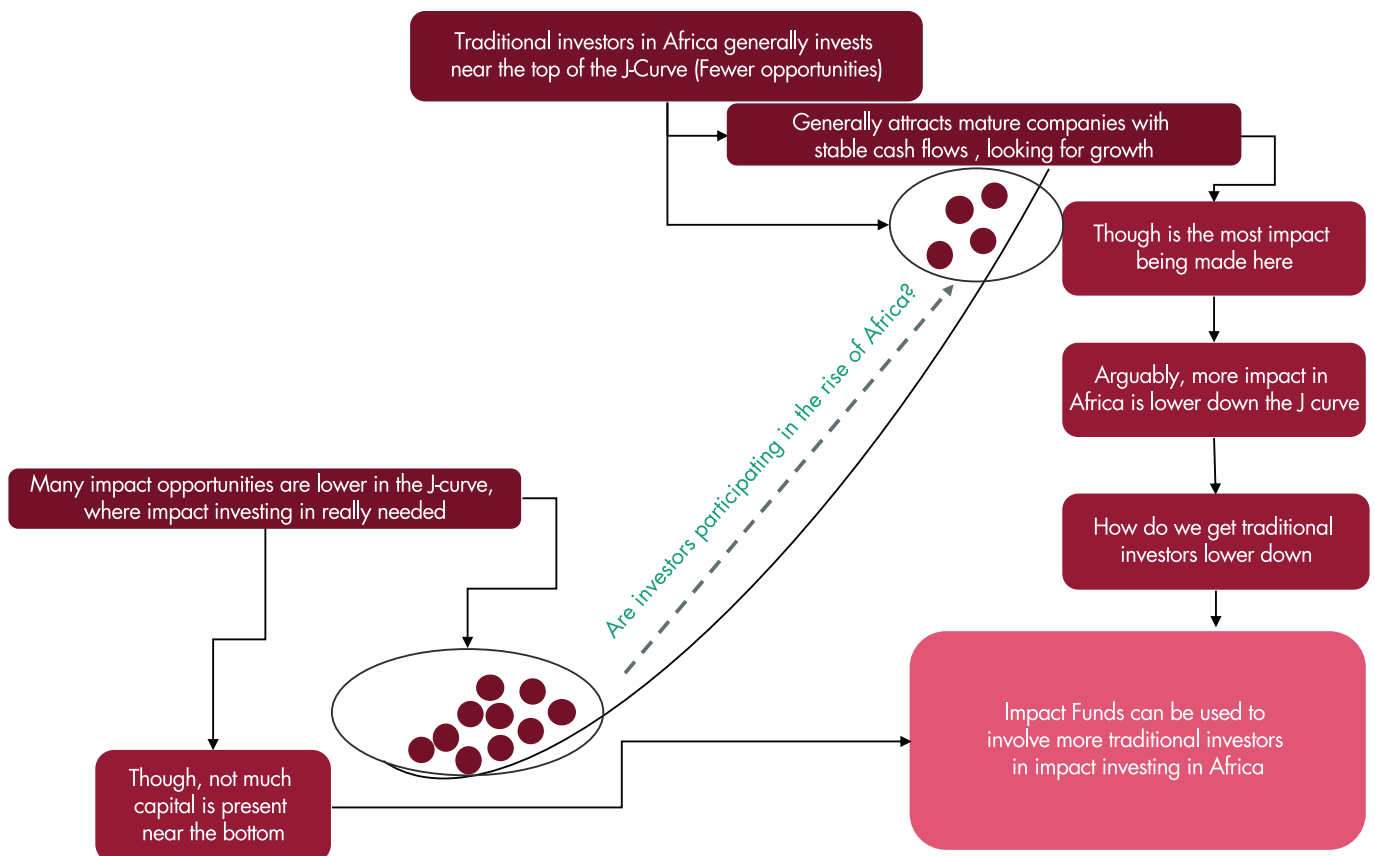 Traditional investors in Africa generally invests
near the top of the J-Curve (Fewer opportunities)
Generally attracts mature companies with
stable cash flows , looking for growth
Though is the most impact
being made here
Arguably, more impact in
Africa is lower down the J curve
How do we get traditional
investors lower down
Are investors participating in the rise of Africa?
Many impact opportunities are lower in the J-curve,
where impact investing in really needed
Though, not much
capital is present
near the bottom
Impact Funds can be used to
involve more traditional investors
in impact investing in Africa